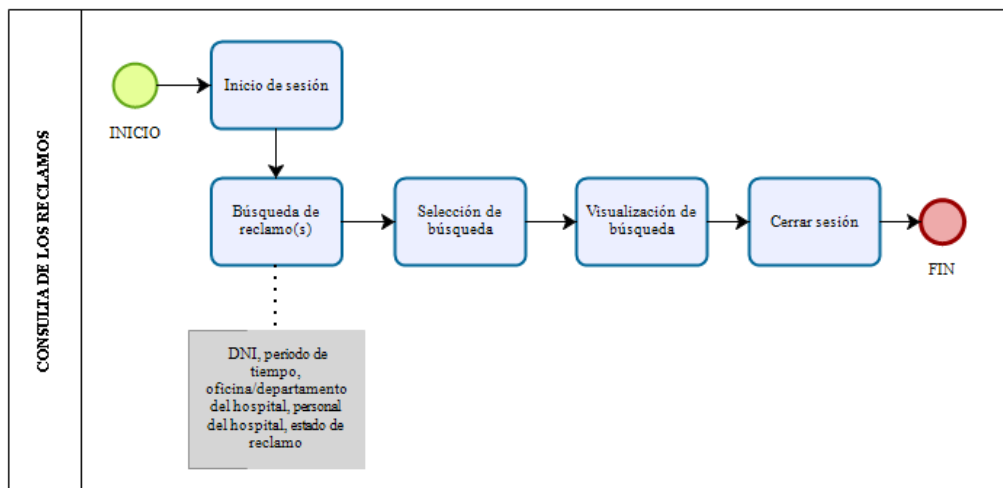 CONSULTA DE LOS RECLAMOS
INICIO
Inicio de sesión
Búsqueda de
reclamo(s)
Selección de
búsqueda
Visualización de
búsqueda
Cerrar sesión
FIN
DNI, periodo de
tiempo,
oficina/departamento
del hospital, personal
del hospital, estado de
reclamo